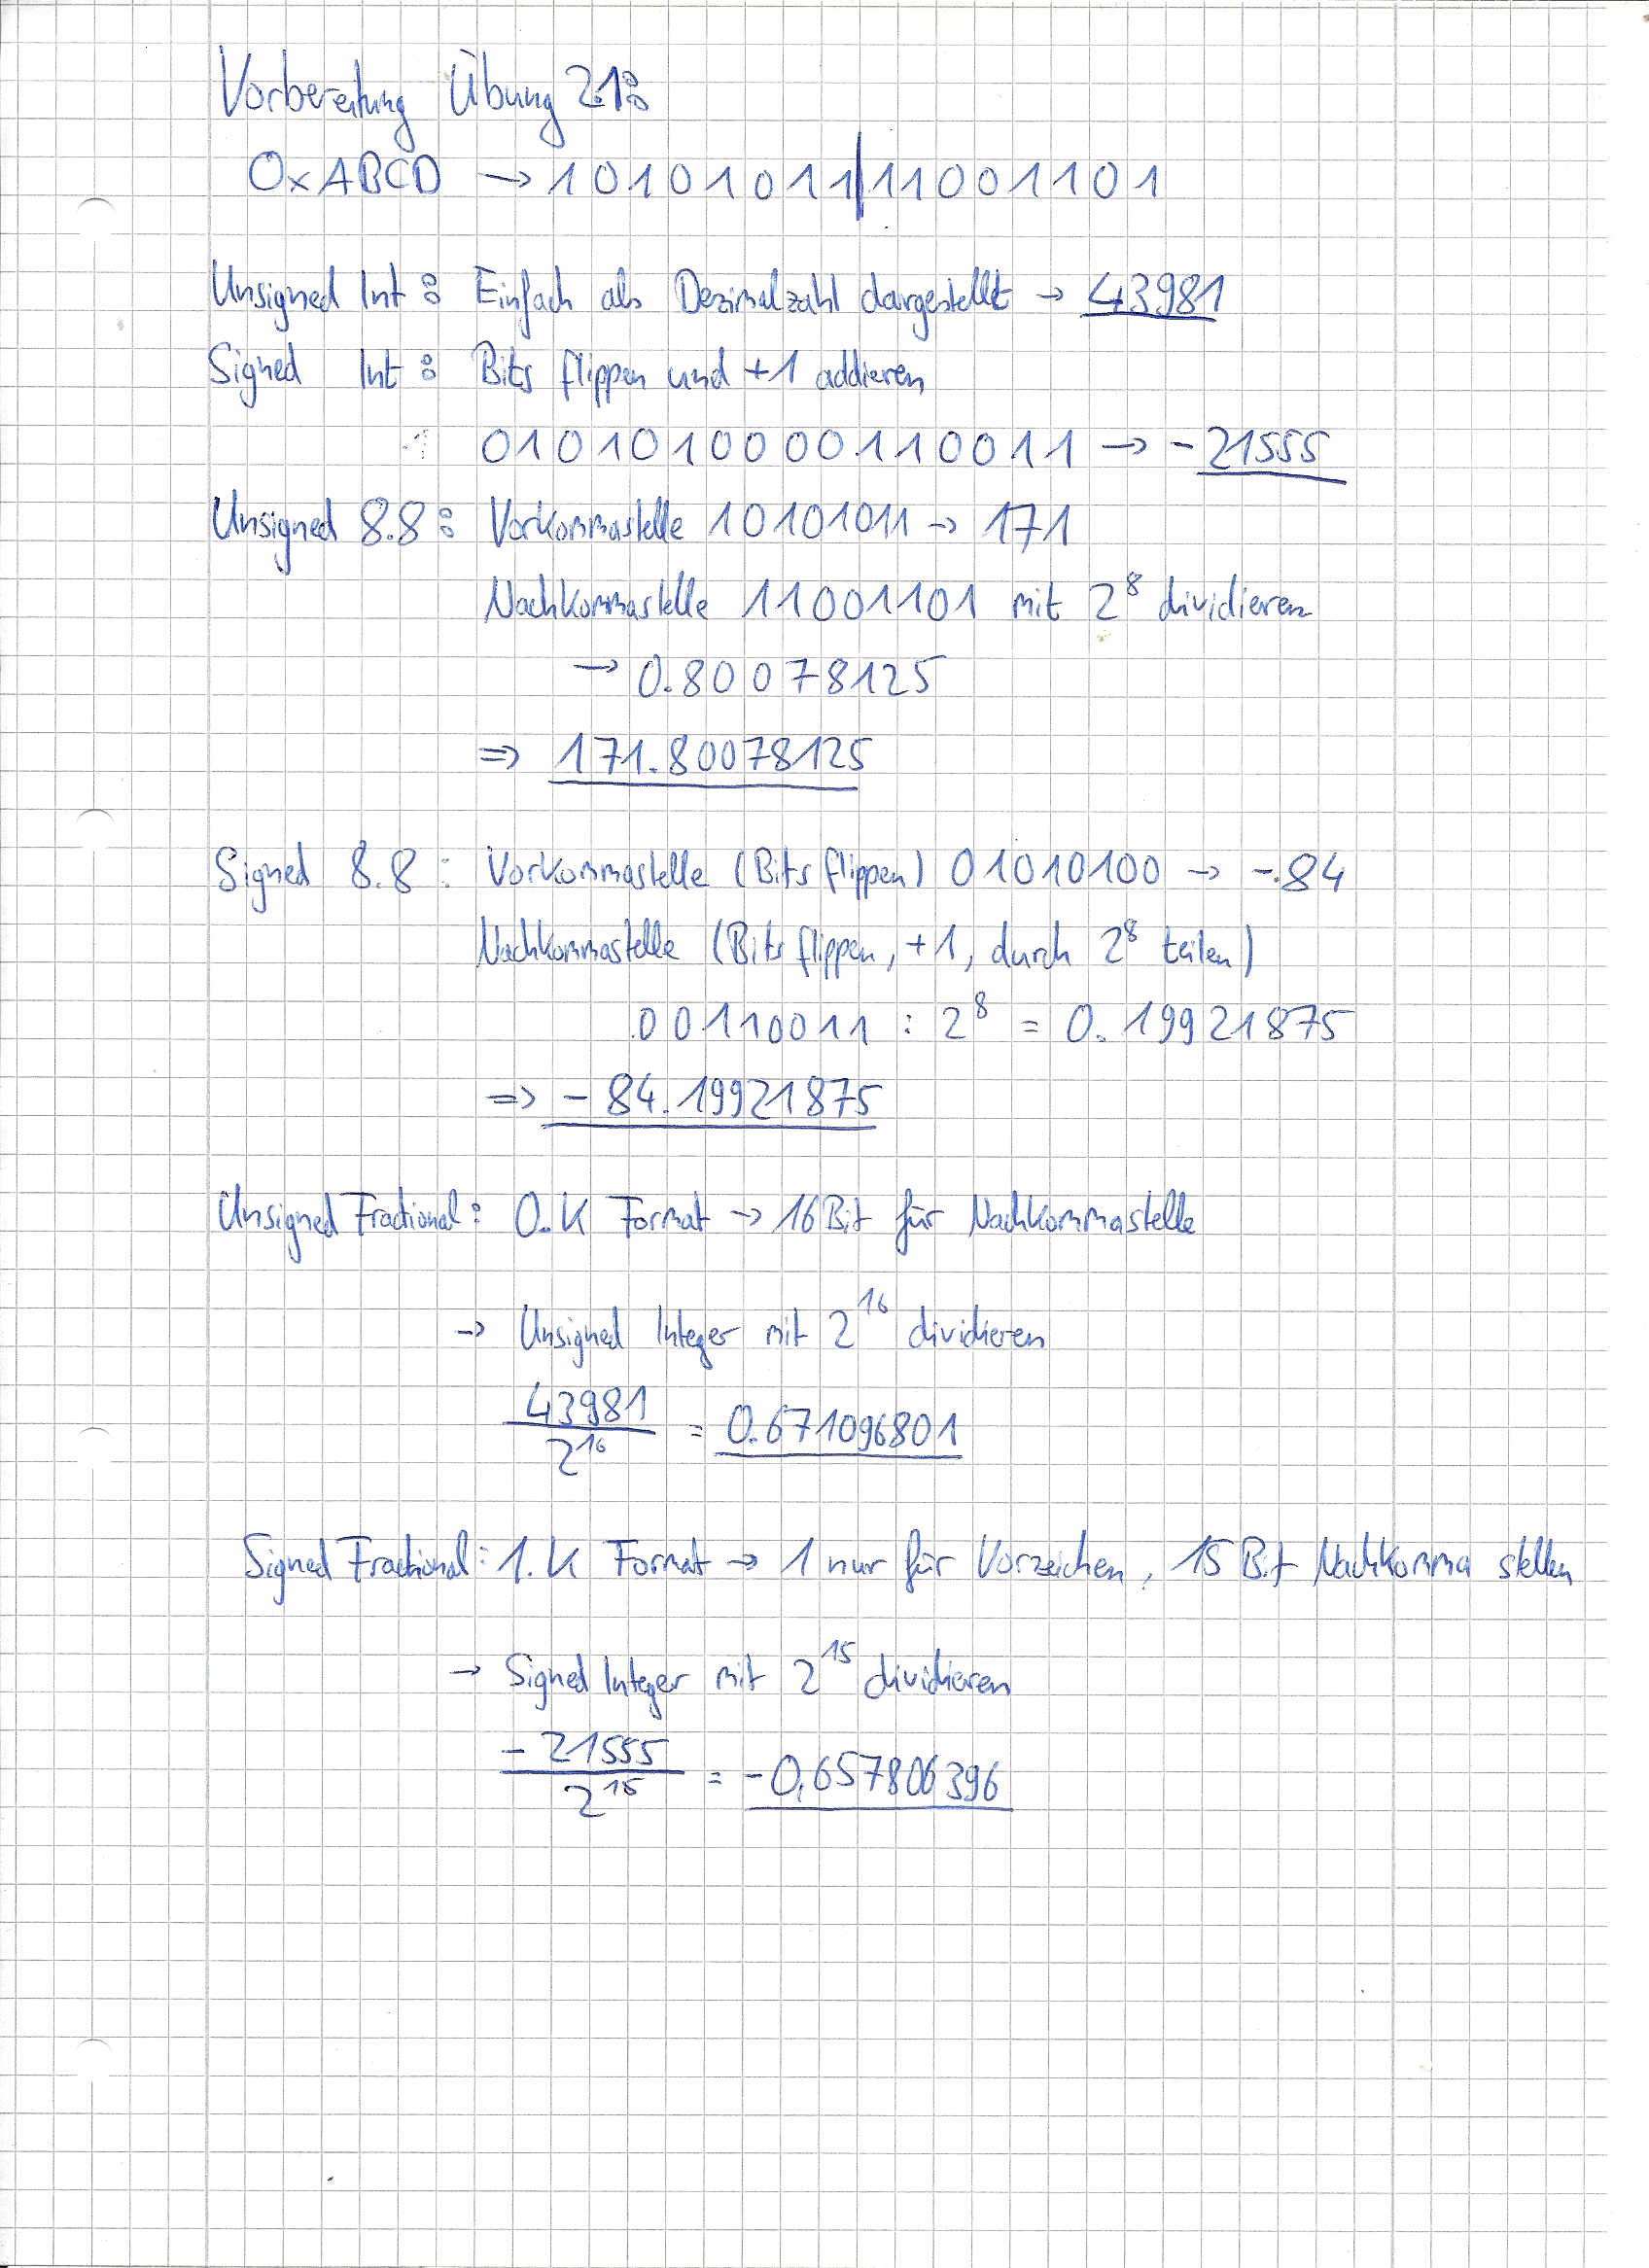 Vorbereitung Übung 2.1:
0xABCD → 10101011|11001101
Unsigned Int: Einfach als Dezimalzahl dargestellt → 43981
Signed Int: Bits flippen und +1 addieren
0101010000110011 → -21555
Unsigned 8.8: Vorkommastelle 10101011 → 171
Nachkommastelle 11001101 mit 2^8 dividieren
→ 0.80078125
⇒ 171.80078125
Signed 8.8: Vorkommastelle (Bits flippen) 01010100 → -84
Nachkommastelle (Bits flippen, +1, durch 2^8 teilen)
00110011 : 2^8 = 0.19921875
⇒ -84.19921875
Unsigned Fractional: 0.K Format → 16 Bit für Nachkommastelle
→ Unsigned Integer mit 2^16 dividieren
43981 / 2^16 = 0.671096801
Signed Fractional: 1.K Format → 1 nur für Vorzeichen, 15 Bit Nachkomma stellen
→ Signed Integer mit 2^15 dividieren
-21555 / 2^15 = -0,657806396